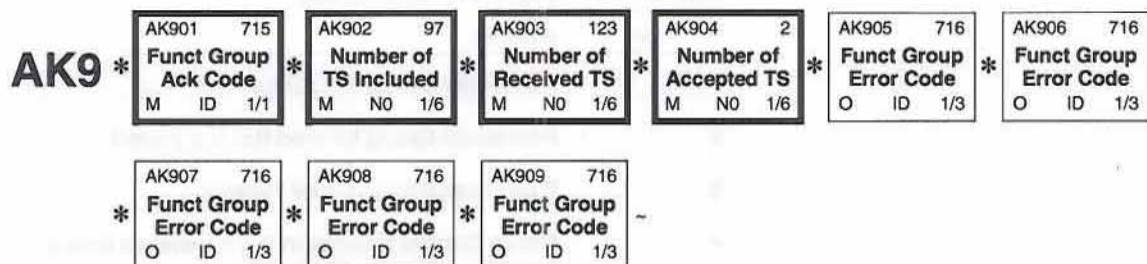 AK901 715 AK902 97 AK903 123 AK904 2 AK905 716 AK906 716
AK9 * Funct Group * Number of * Number of * Number of * Funct Group * Funct Group
Ack Code TS Included Received TS Accepted TS Error Code Error Code
M ID 1/1 M N0 1/6 M N0 1/6 M N0 1/6 O ID 1/3 O ID 1/3
AK907 716 AK908 716 AK909 716
* Funct Group * Funct Group * Funct Group ~
Error Code Error Code Error Code
O ID 1/3 O ID 1/3 O ID 1/3